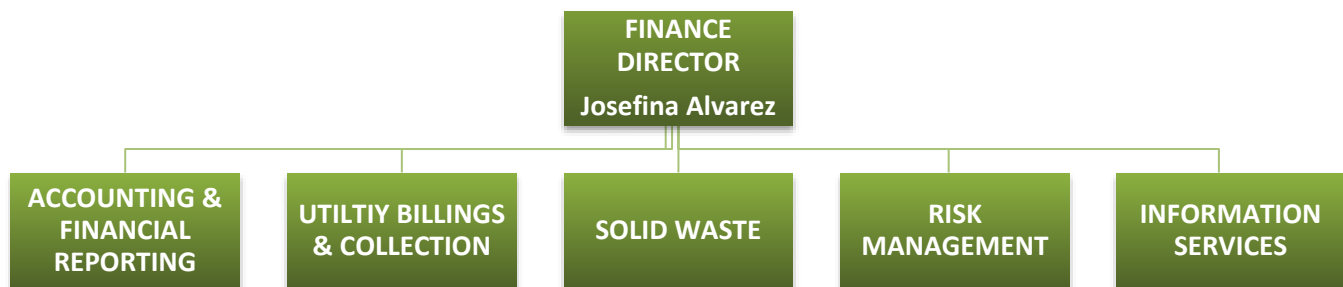 FINANCE
DIRECTOR
Josefina Alvarez
ACCOUNTING &
FINANCIAL
REPORTING
UTILTIY BILLINGS
& COLLECTION
SOLID WASTE
RISK
MANAGEMENT
INFORMATION
SERVICES